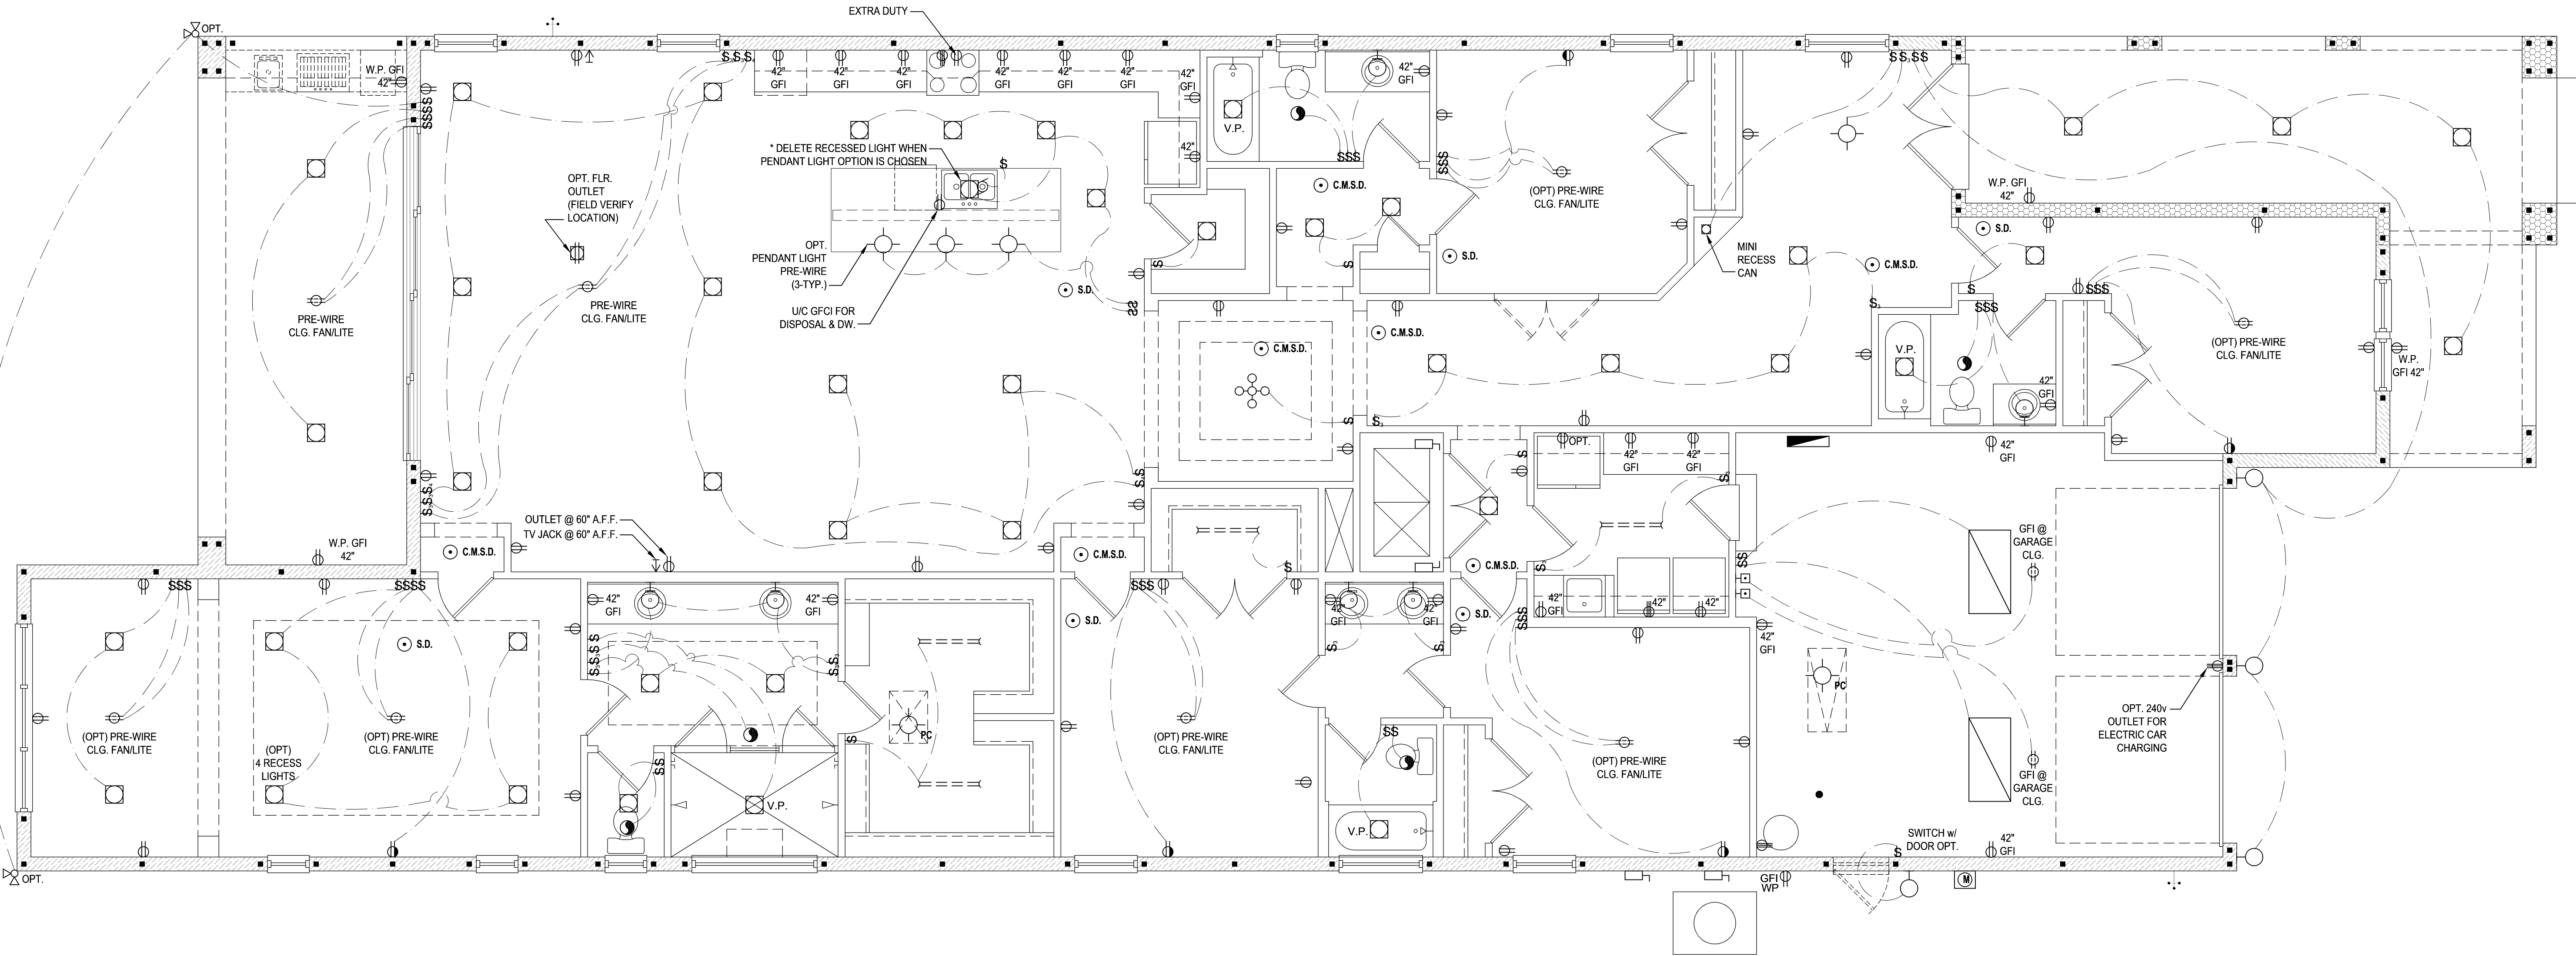 EXTRA DUTY
OPT.
W.P. GFI
42"
$$$₄
42"
GFI
42"
GFI
42"
GFI
42"
GFI
42"
GFI
42"
GFI
42"
GFI
42"
V.P.
42"
GFI
$$$
$$$
$$$$
* DELETE RECESSED LIGHT WHEN
PENDANT LIGHT OPTION IS CHOSEN
$
OPT. FLR.
OUTLET
(FIELD VERIFY
LOCATION)
C.M.S.D.
(OPT) PRE-WIRE
CLG. FAN/LITE
$$₃$$
W.P. GFI
42"
S.D.
OPT.
PENDANT LIGHT
PRE-WIRE
(3-TYP.)
U/C GFCI FOR
DISPOSAL & DW.
S.D.
$
$
S.D.
MINI
RECESS
CAN
C.M.S.D.
PRE-WIRE
CLG. FAN/LITE
PRE-WIRE
CLG. FAN/LITE
$$
C.M.S.D.
C.M.S.D.
$₃
$
$$$
$$$
V.P.
42"
GFI
(OPT) PRE-WIRE
CLG. FAN/LITE
W.P.
GFI 42"
$
$₃
OPT.
42"
GFI
42"
GFI
42"
GFI
OUTLET @ 60" A.F.F.
TV JACK @ 60" A.F.F.
C.M.S.D.
C.M.S.D.
C.M.S.D.
W.P. GFI
42"
$$$
$$$$
S.D.
42"
GFI
42"
GFI
S.D.
$$$
$
42"
GFI
42"
GFI
S.D.
$$$
42"
GFI
42"
42"
$$
42"
GFI
GFI @
GARAGE
CLG.
PC
OPT. 240v
OUTLET FOR
ELECTRIC CAR
CHARGING
(OPT) PRE-WIRE
CLG. FAN/LITE
(OPT)
4 RECESS
LIGHTS
(OPT) PRE-WIRE
CLG. FAN/LITE
$$
V.P.
PC
$
(OPT) PRE-WIRE
CLG. FAN/LITE
$$
V.P.
(OPT) PRE-WIRE
CLG. FAN/LITE
GFI @
GARAGE
CLG.
SWITCH w/
DOOR OPT.
$
42"
GFI
OPT.
GFI
WP
M